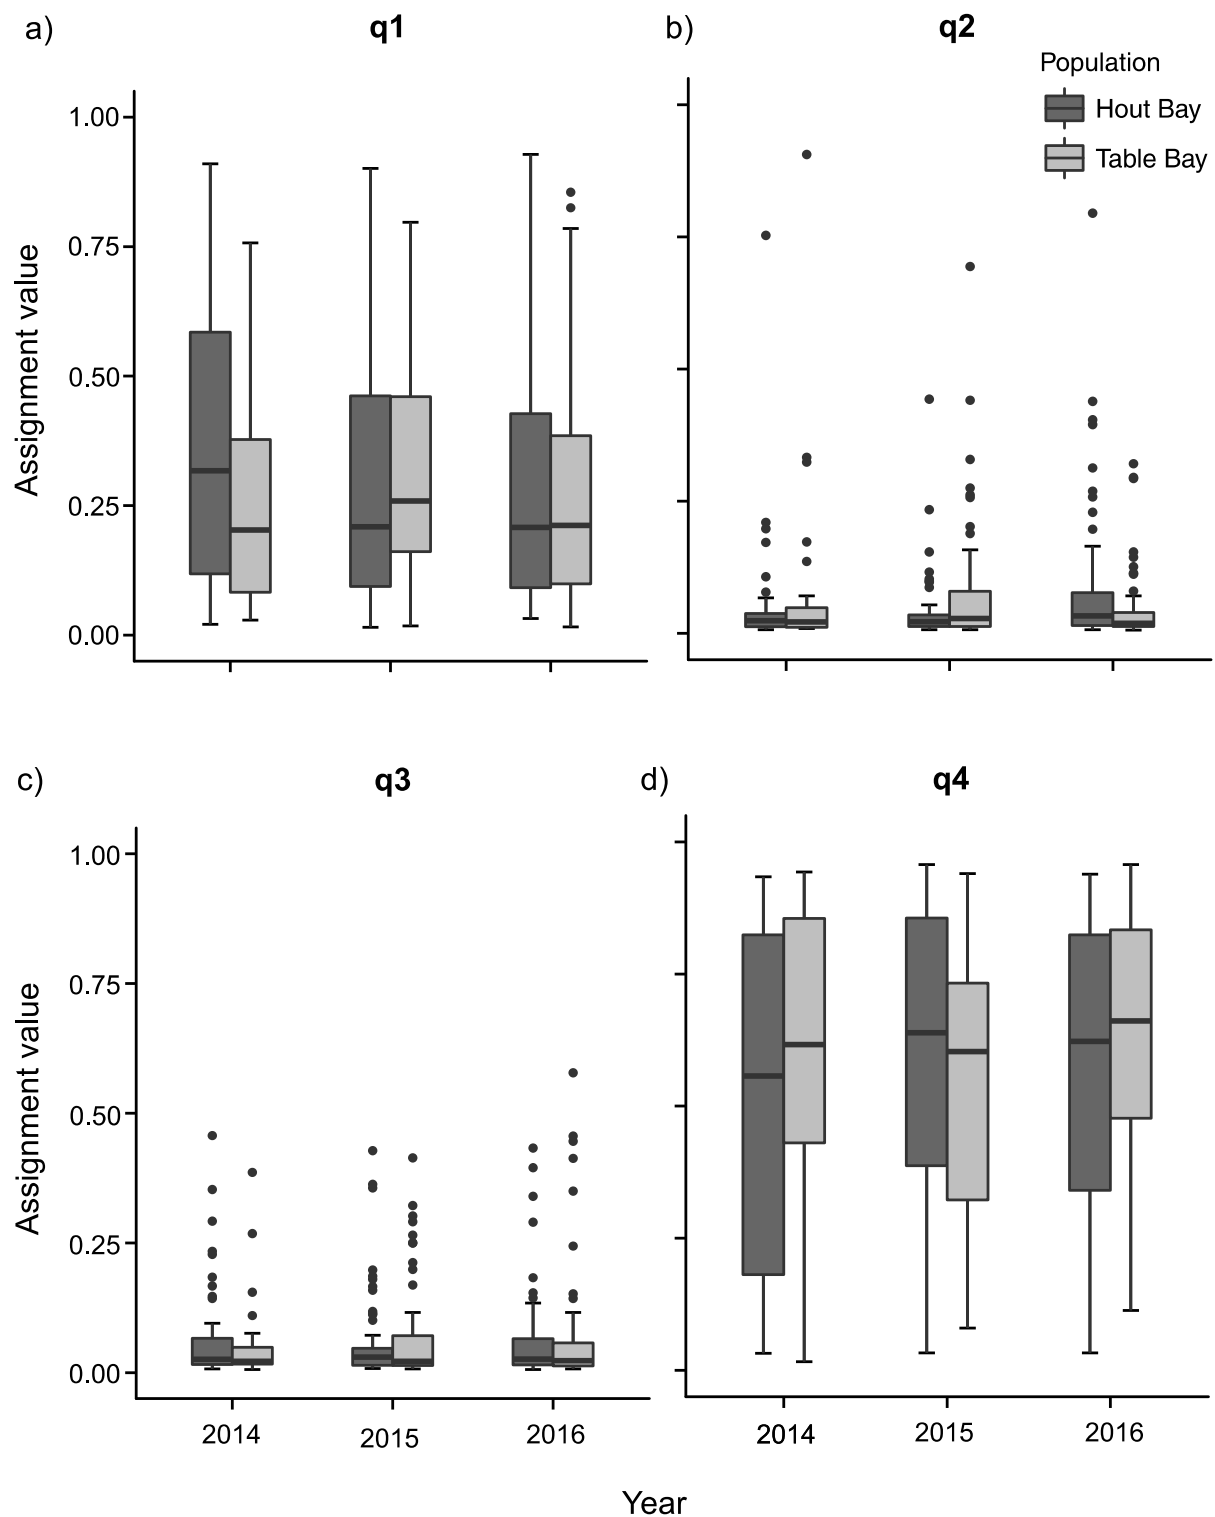 a)
q1
b)
q2
Population
Hout Bay
Table Bay
1.00
0.75
0.50
0.25
0.00
Assignment value
c)
q3
d)
q4
1.00
0.75
0.50
0.25
0.00
Assignment value
2014
2015
2016
2014
2015
2016
Year